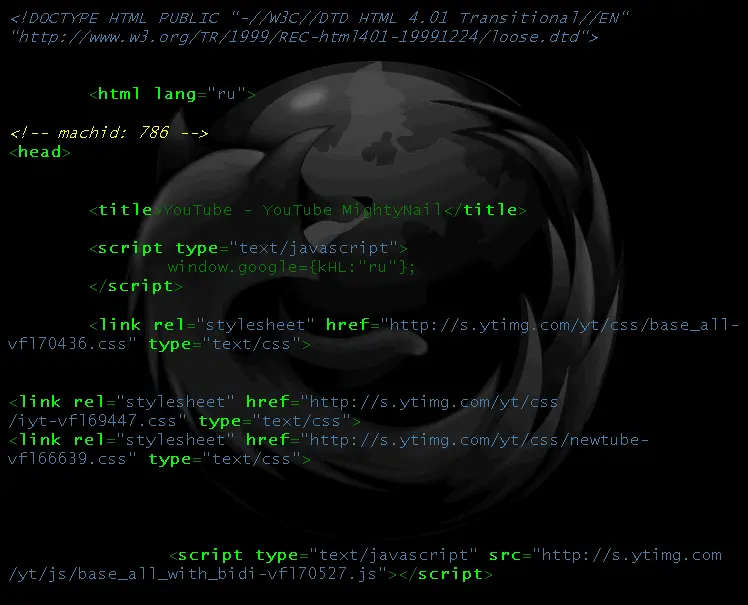 <!DOCTYPE HTML PUBLIC "-//W3C//DTD HTML 4.01 Transitional//EN"
"http://www.w3.org/TR/1999/REC-html401-19991224/loose.dtd">
<html lang="ru">
<!-- machid: 786 -->
<head>
<title>YouTube - YouTube MightyNail</title>
<script type="text/javascript">
window.google={kHL:"ru"};
</script>
<link rel="stylesheet" href="http://s.ytimg.com/yt/css/base_all-
vfl70436.css" type="text/css">
<link rel="stylesheet" href="http://s.ytimg.com/yt/css
/iyt-vfl69447.css" type="text/css">
<link rel="stylesheet" href="http://s.ytimg.com/yt/css/newtube-
vfl66639.css" type="text/css">
<script type="text/javascript" src="http://s.ytimg.com
/yt/js/base_all_with_bidi-vfl70527.js"></script>